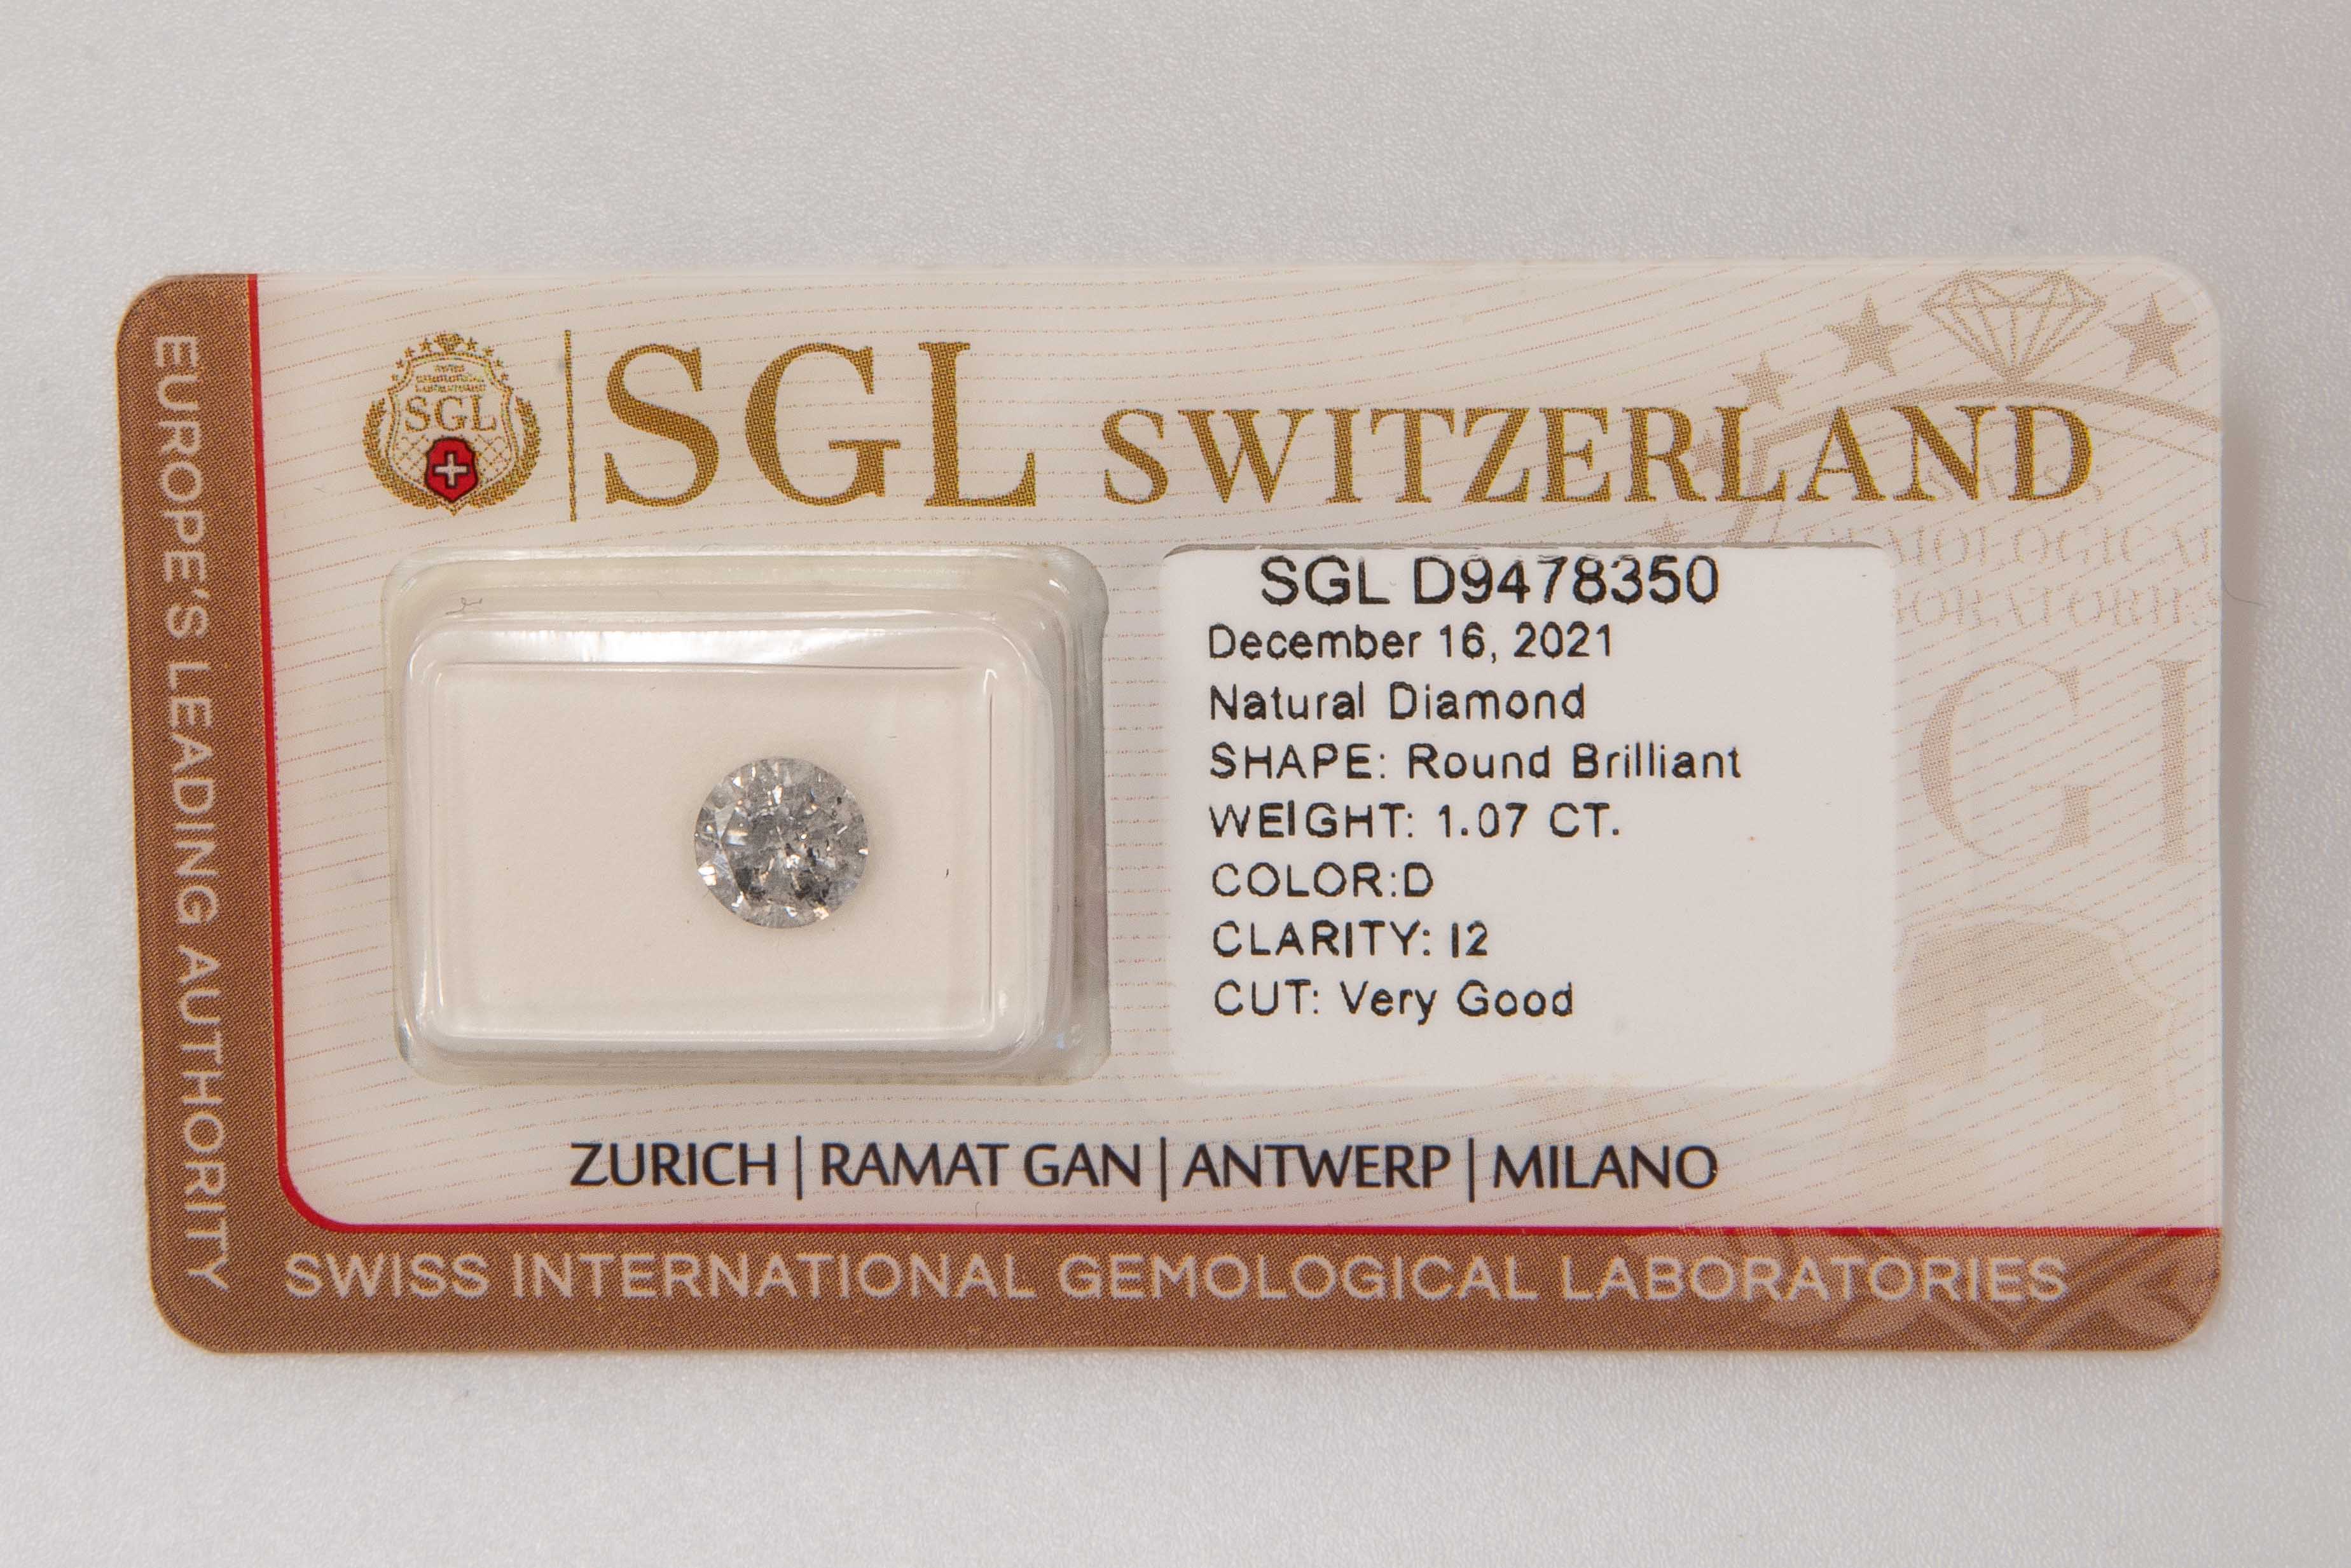 EUROPE'S LEADING AUTHORITY
SGL
SGL SWITZERLAND
SGL D9478350
December 16, 2021
Natural Diamond
SHAPE: Round Brilliant
WEIGHT: 1.07 CT.
COLOR:D
CLARITY: I2
CUT: Very Good
ZURICH | RAMAT GAN | ANTWERP | MILANO
SWISS INTERNATIONAL GEMOLOGICAL LABORATORIES